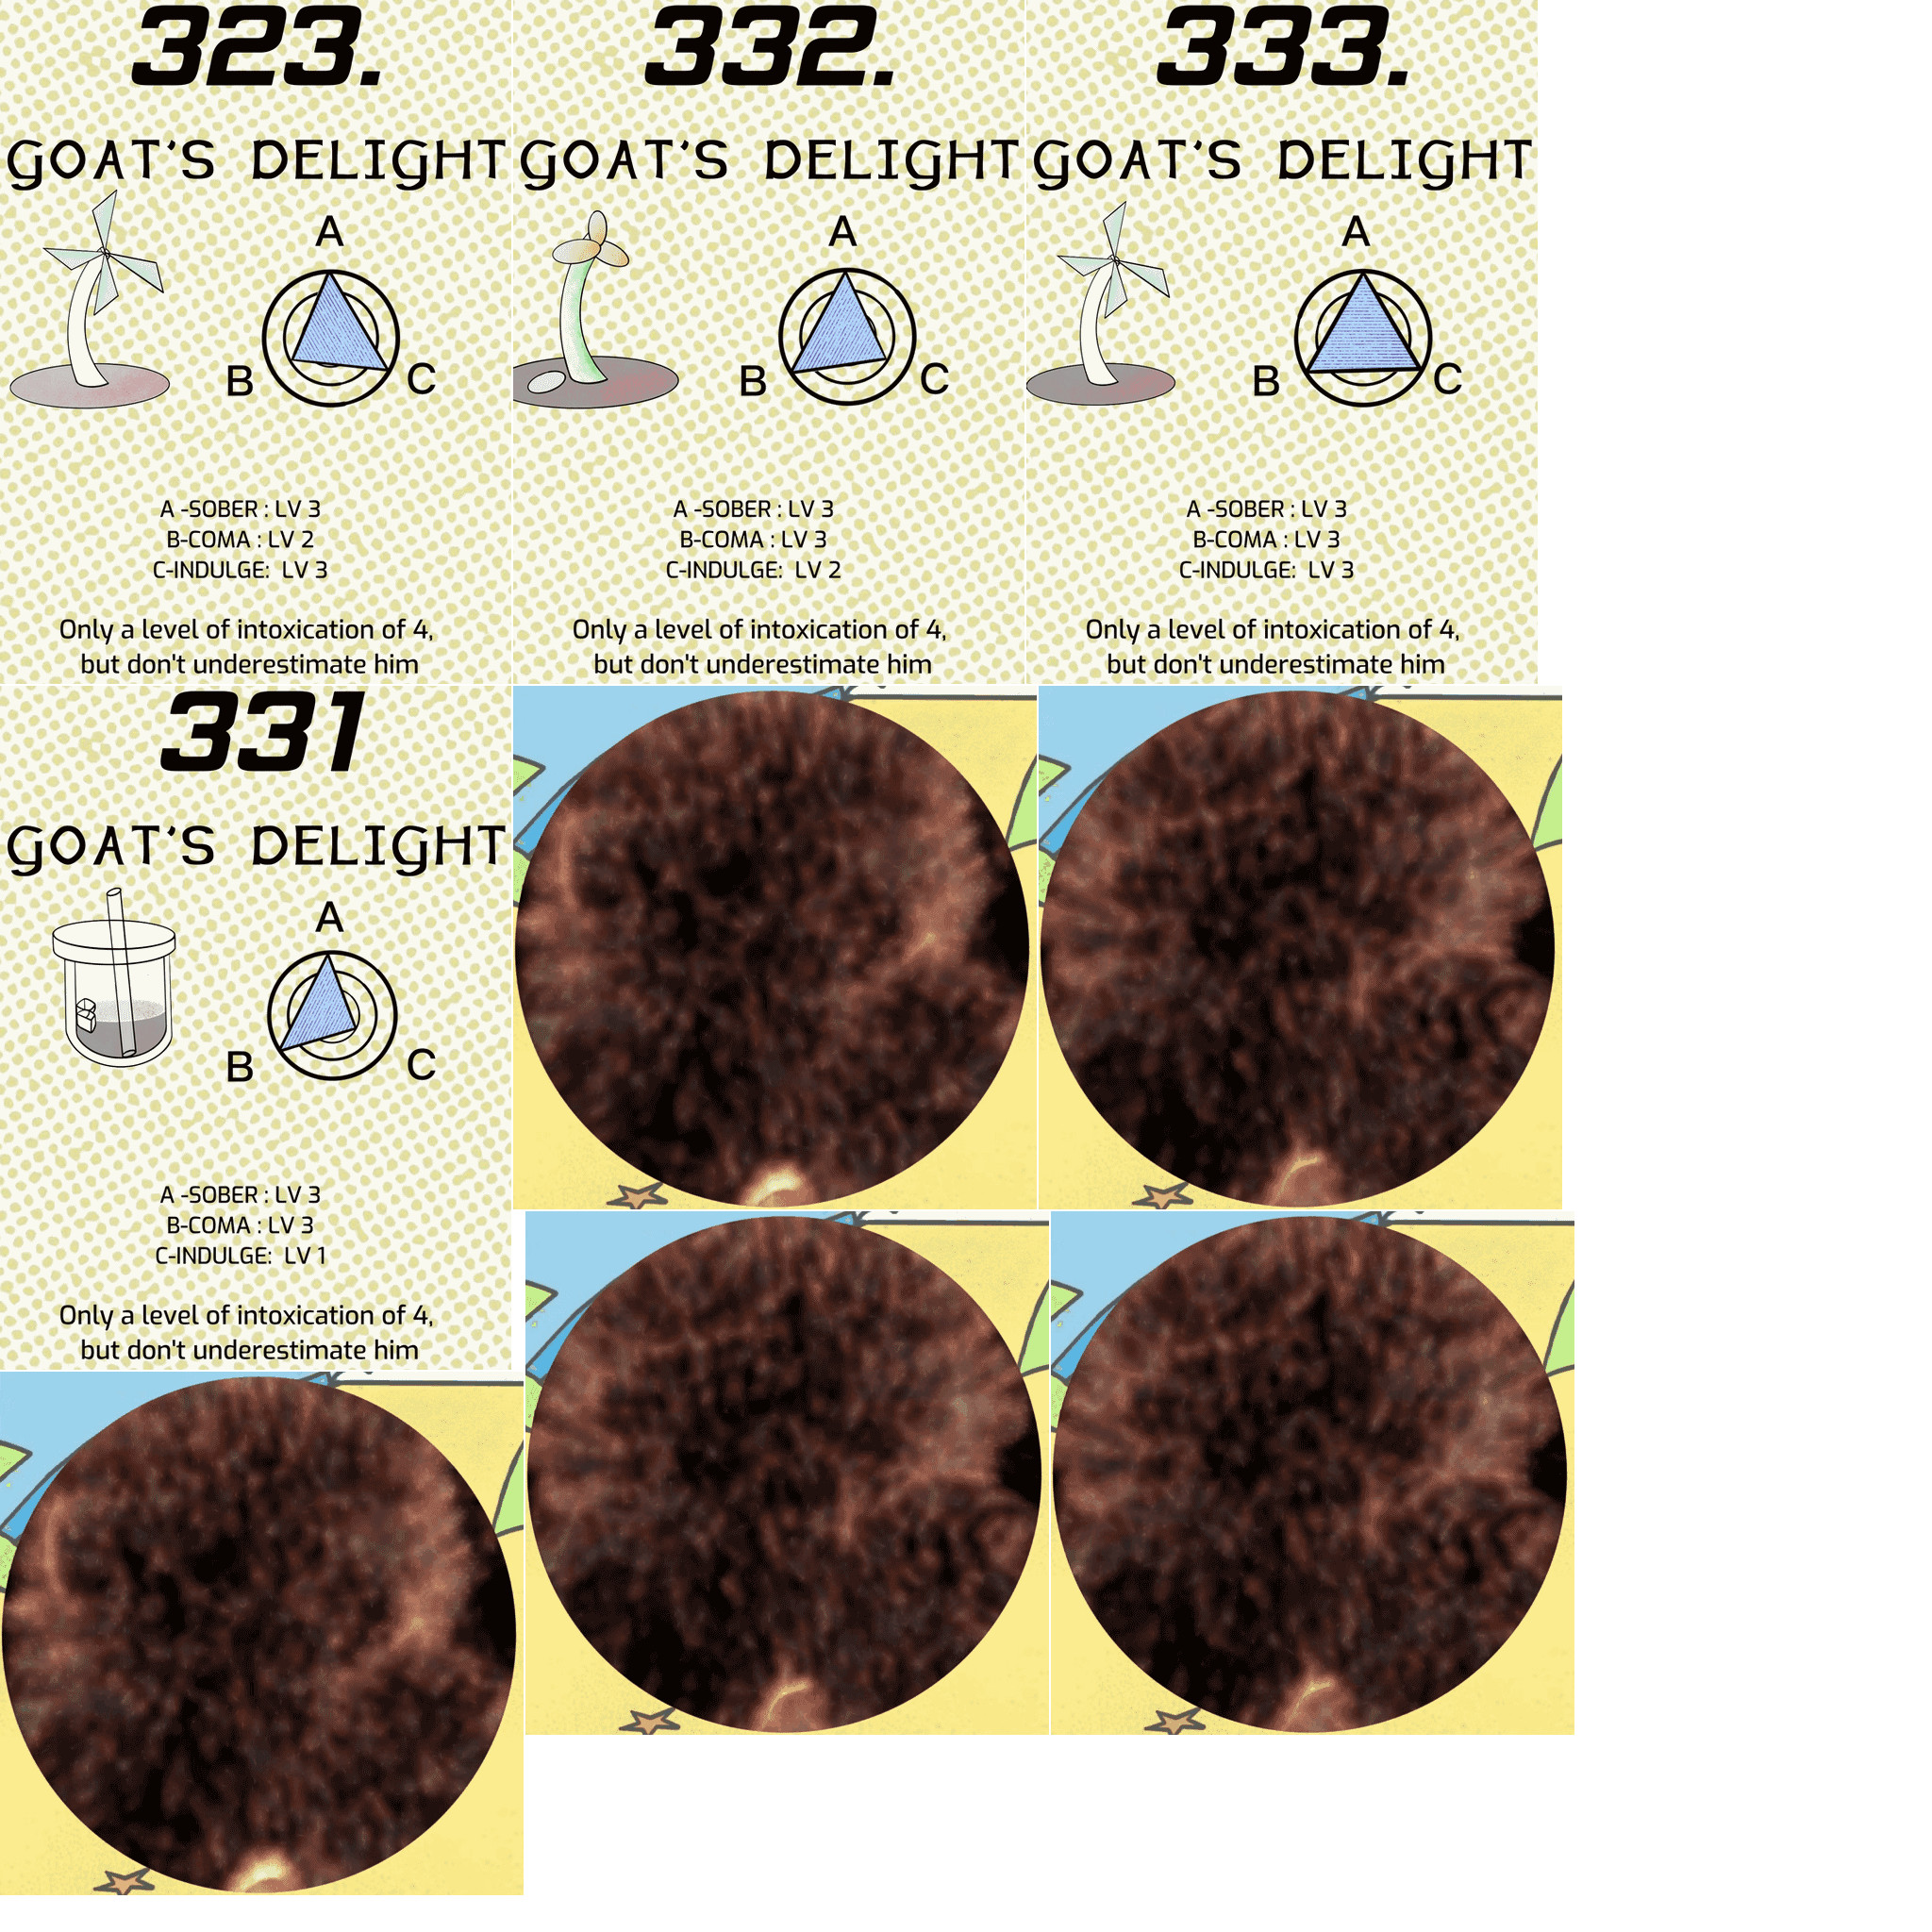 323.
GOAT'S DELIGHT
A
B
C
A -SOBER : LV 3
B-COMA : LV 2
C-INDULGE: LV 3
Only a level of intoxication of 4,
but don't underestimate him
332.
GOAT'S DELIGHT
A
B
C
A -SOBER : LV 3
B-COMA : LV 3
C-INDULGE: LV 2
Only a level of intoxication of 4,
but don't underestimate him
333.
GOAT'S DELIGHT
A
B
C
A -SOBER : LV 3
B-COMA : LV 3
C-INDULGE: LV 3
Only a level of intoxication of 4,
but don't underestimate him
331
GOAT'S DELIGHT
A
B
C
A -SOBER : LV 3
B-COMA : LV 3
C-INDULGE: LV 1
Only a level of intoxication of 4,
but don't underestimate him